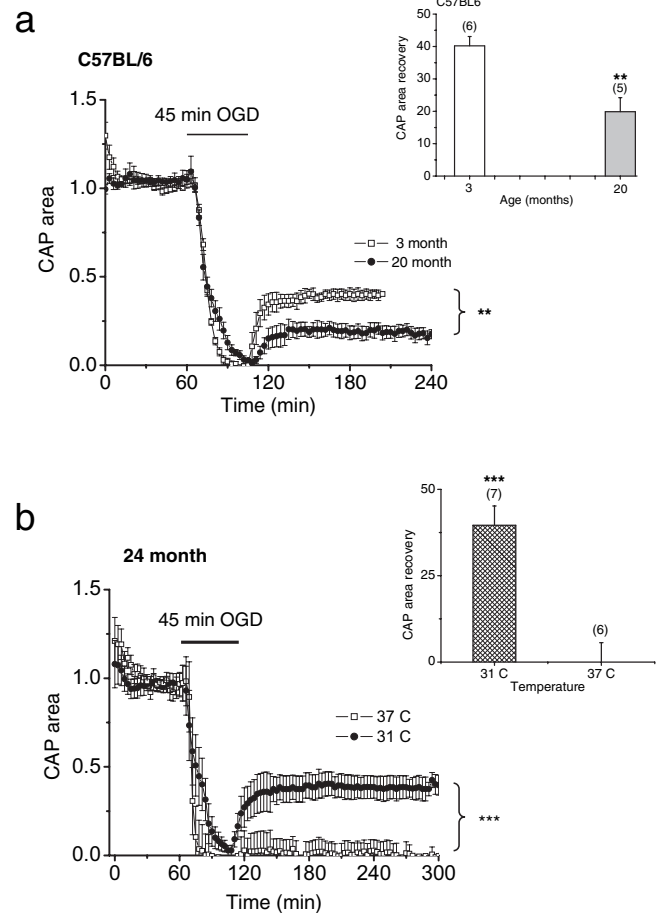 a
C57BL/6
45 min OGD
CAP area
1.5
1.0
0.5
0.0
0 60 120 180 240
Time (min)
3 month
20 month
**
C57BL6
CAP area recovery
50
40
30
20
10
0
(6)
**
(5)
3 20
Age (months)
b
24 month
45 min OGD
CAP area
1.5
1.0
0.5
0.0
0 60 120 180 240 300
Time (min)
37 C
31 C
***
CAP area recovery
50
25
0
***
(7)
(6)
31 C 37 C
Temperature